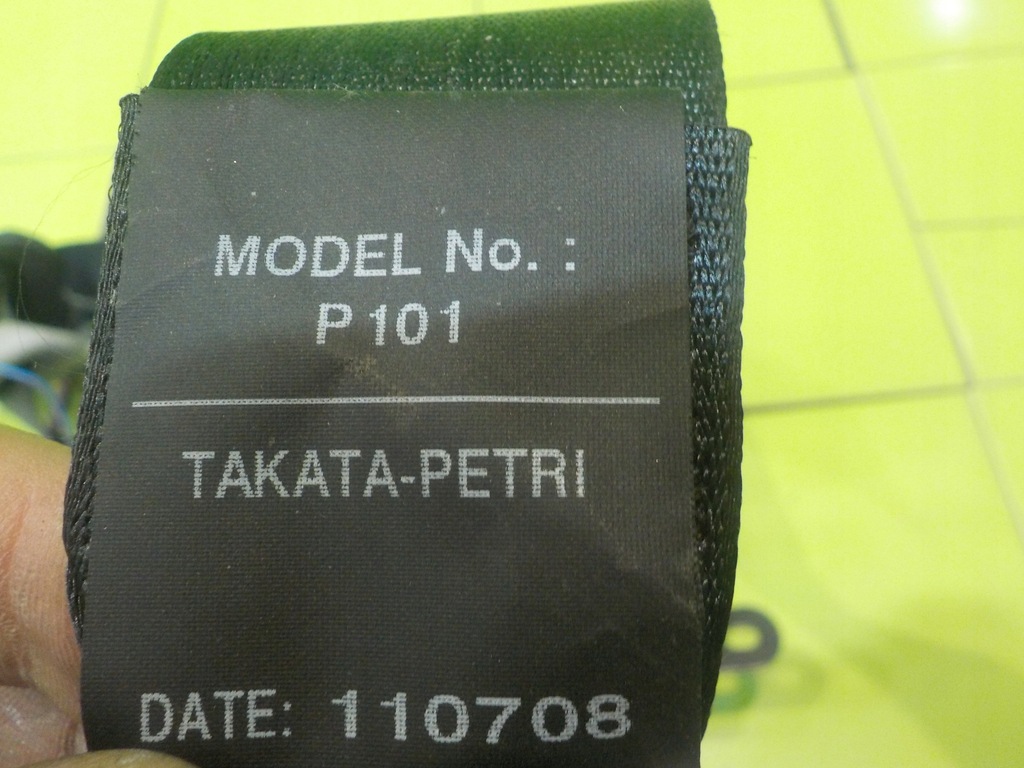 MODEL No. :
P101
TAKATA-PETRI
DATE: 110708